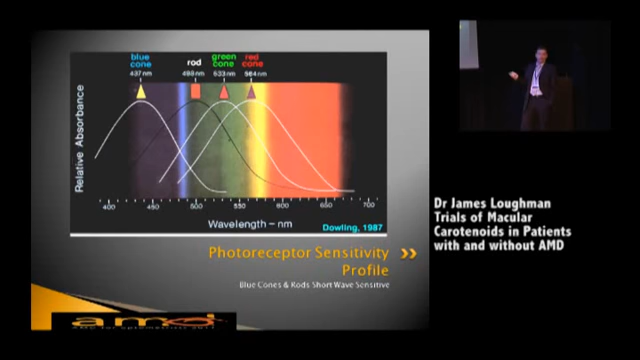 blue cone
437 nm
rod
498 nm
green cone
533 nm
red cone
564 nm
Relative Absorbance
400 450 500 550 600 650 700
Wavelength – nm
Dowling, 1987
Photoreceptor Sensitivity
Profile
Blue Cones & Rods Short Wave Sensitive
amd
Dr James Loughman
Trials of Macular
Carotenoids in Patients
with and without AMD